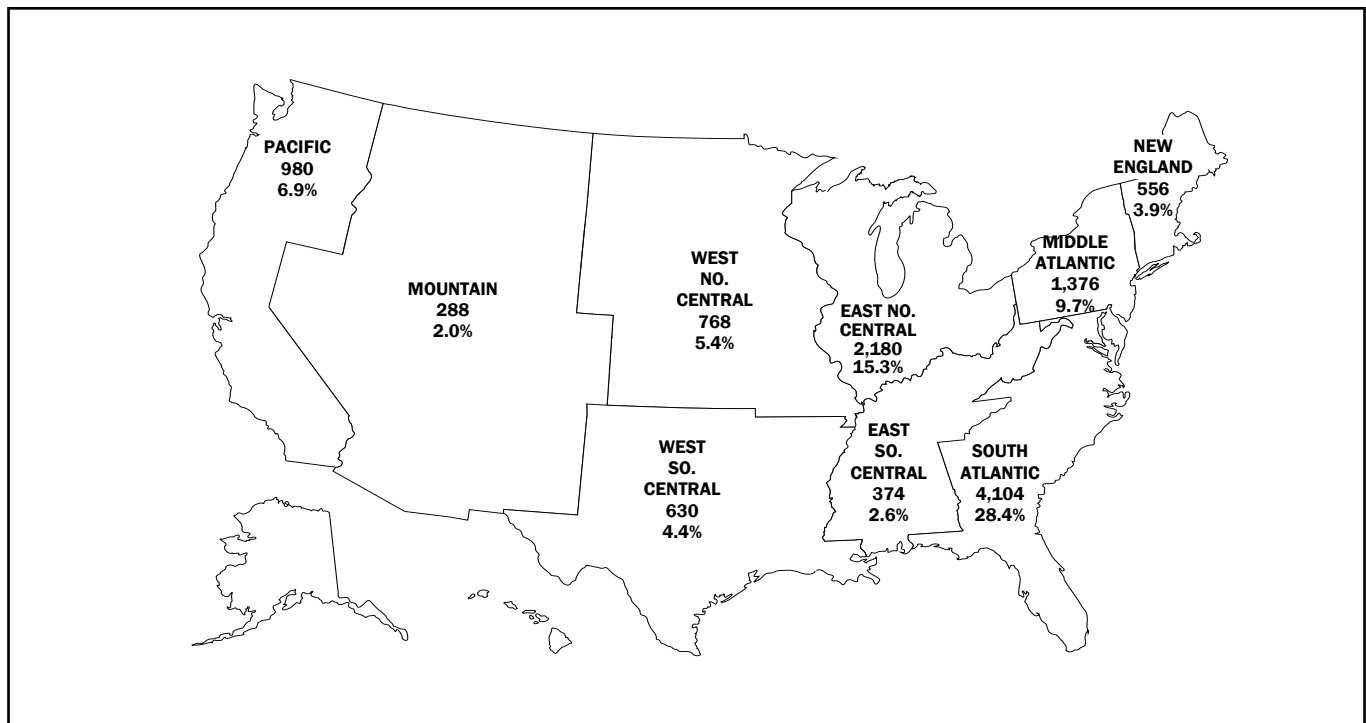 PACIFIC
980
6.9%
MOUNTAIN
288
2.0%
WEST
NO.
CENTRAL
768
5.4%
WEST
SO.
CENTRAL
630
4.4%
EAST NO.
CENTRAL
2,180
15.3%
EAST
SO.
CENTRAL
374
2.6%
SOUTH
ATLANTIC
4,104
28.4%
MIDDLE
ATLANTIC
1,376
9.7%
NEW
ENGLAND
556
3.9%